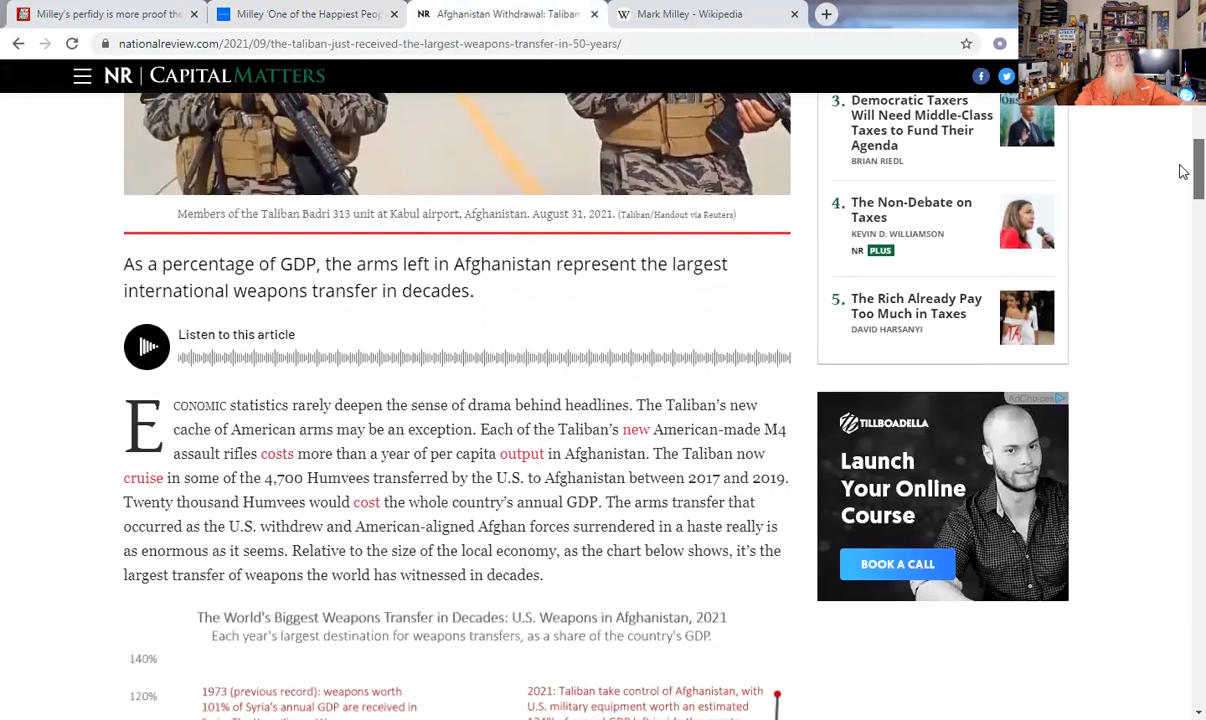 Milley's perfidy is more proof the
Milley 'One of the Happiest Peop
NR Afghanistan Withdrawal: Taliban
W Mark Milley - Wikipedia
nationalreview.com/2021/09/the-taliban-just-received-the-largest-weapons-transfer-in-50-years/
NR | CAPITALMATTERS
Members of the Taliban Badri 313 unit at Kabul airport, Afghanistan, August 31, 2021. (Taliban/Handout via Reuters)
As a percentage of GDP, the arms left in Afghanistan represent the largest
international weapons transfer in decades.
Listen to this article
ECONOMIC statistics rarely deepen the sense of drama behind headlines. The Taliban's new
cache of American arms may be an exception. Each of the Taliban's new American-made M4
assault rifles costs more than a year of per capita output in Afghanistan. The Taliban now
cruise in some of the 4,700 Humvees transferred by the U.S. to Afghanistan between 2017 and 2019.
Twenty thousand Humvees would cost the whole country's annual GDP. The arms transfer that
occurred as the U.S. withdrew and American-aligned Afghan forces surrendered in a haste really is
as enormous as it seems. Relative to the size of the local economy, as the chart below shows, it's the
largest transfer of weapons the world has witnessed in decades.
The World's Biggest Weapons Transfer in Decades: U.S. Weapons in Afghanistan, 2021
Each year's largest destination for weapons transfers, as a share of the country's GDP.
140%
120%
1973 (previous record): weapons worth
101% of Syria's annual GDP are received in
2021: Taliban take control of Afghanistan, with
U.S. military equipment worth an estimated
3. Democratic Taxers
Will Need Middle-Class
Taxes to Fund Their
Agenda
BRIAN RIEDL
4. The Non-Debate on
Taxes
KEVIN D. WILLIAMSON
NR PLUS
5. The Rich Already Pay
Too Much in Taxes
DAVID HARSANYI
AdChoices
TILLBOADELLA
Launch
Your Online
Course
BOOK A CALL